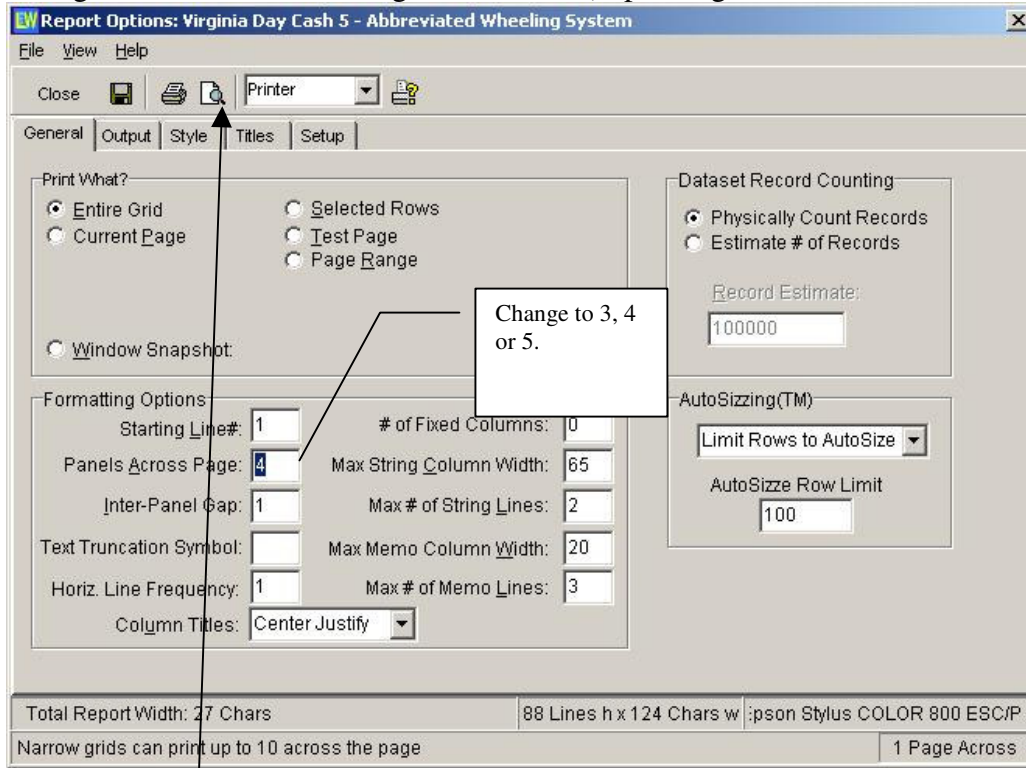 EW Report Options: Virginia Day Cash 5 - Abbreviated Wheeling System
File View Help
Close Printer
General Output Style Titles Setup
Print What?
Entire Grid
Current Page
Selected Rows
Test Page
Page Range
Window Snapshot:
Dataset Record Counting
Physically Count Records
Estimate # of Records
Record Estimate:
100000
Change to 3, 4
or 5.
Formatting Options
Starting Line#: 1
Panels Across Page: 4
Inter-Panel Gap: 1
Text Truncation Symbol:
Horiz. Line Frequency: 1
Column Titles: Center Justify
# of Fixed Columns: 0
Max String Column Width: 65
Max # of String Lines: 2
Max Memo Column Width: 20
Max # of Memo Lines: 3
AutoSizzing(TM)
Limit Rows to AutoSize
AutoSizze Row Limit
100
Total Report Width: 27 Chars
88 Lines h x 124 Chars w
:pson Stylus COLOR 800 ESC/P
Narrow grids can print up to 10 across the page
1 Page Across